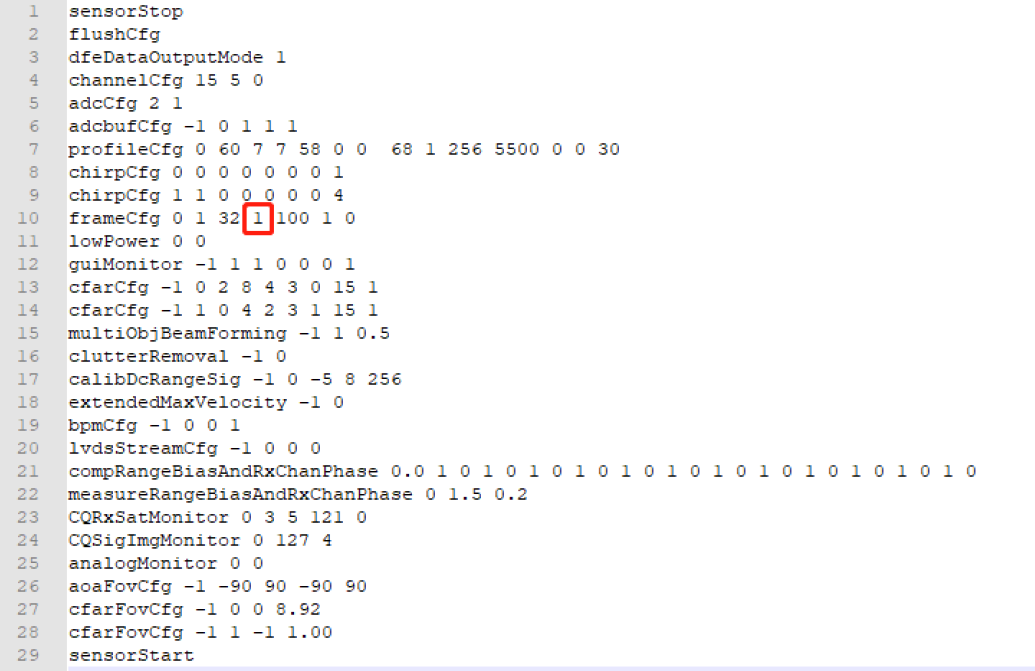 1 sensorStop
2 flushCfg
3 dfeDataOutputMode 1
4 channelCfg 15 5 0
5 adcCfg 2 1
6 adcbufCfg -1 0 1 1 1
7 profileCfg 0 60 7 7 58 0 0  68 1 256 5500 0 0 30
8 chirpCfg 0 0 0 0 0 0 0 1
9 chirpCfg 1 1 0 0 0 0 0 4
10 frameCfg 0 1 32 1 100 1 0
11 lowPower 0 0
12 guiMonitor -1 1 1 0 0 0 1
13 cfarCfg -1 0 2 8 4 3 0 15 1
14 cfarCfg -1 1 0 4 2 3 1 15 1
15 multiObjBeamForming -1 1 0.5
16 clutterRemoval -1 0
17 calibDcRangeSig -1 0 -5 8 256
18 extendedMaxVelocity -1 0
19 bpmCfg -1 0 0 1
20 lvdsStreamCfg -1 0 0 0
21 compRangeBiasAndRxChanPhase 0.0 1 0 1 0 1 0 1 0 1 0 1 0 1 0 1 0 1 0 1 0 1 0 1 0
22 measureRangeBiasAndRxChanPhase 0 1.5 0.2
23 CQRxSatMonitor 0 3 5 121 0
24 CQSigImgMonitor 0 127 4
25 analogMonitor 0 0
26 aoaFovCfg -1 -90 90 -90 90
27 cfarFovCfg -1 0 0 8.92
28 cfarFovCfg -1 1 -1 1.00
29 sensorStart